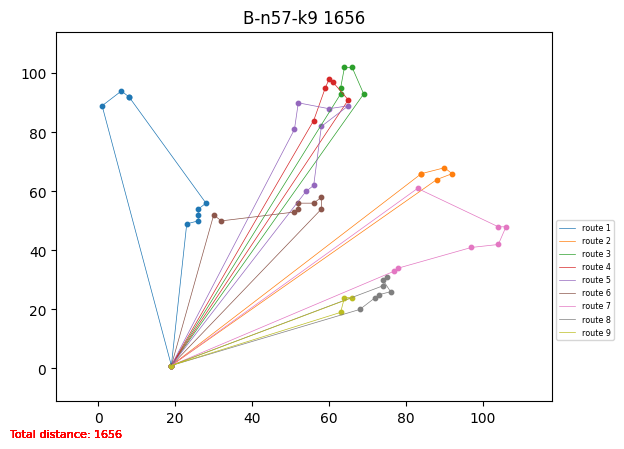 B-n57-k9 1656
100
80
60
40
20
0
0 20 40 60 80 100
route 1
route 2
route 3
route 4
route 5
route 6
route 7
route 8
route 9
Total distance: 1656